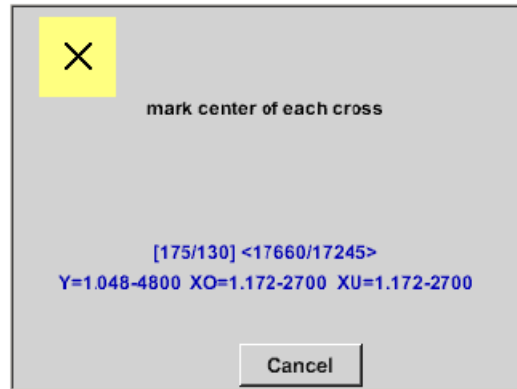 mark center of each cross
[175/130] <17660/17245>
Y=1.048-4800 XO=1.172-2700 XU=1.172-2700
Cancel